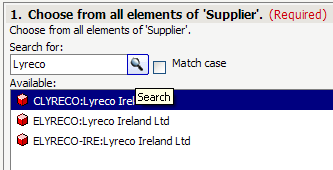 1. Choose from all elements of 'Supplier'. (Required)
Choose from all elements of 'Supplier'.
Search for:
Lyreco
Match case
Available:
CLYRECO:Lyreco Irel
Search
ELYRECO:Lyreco Ireland Ltd
ELYRECO-IRE:Lyreco Ireland Ltd